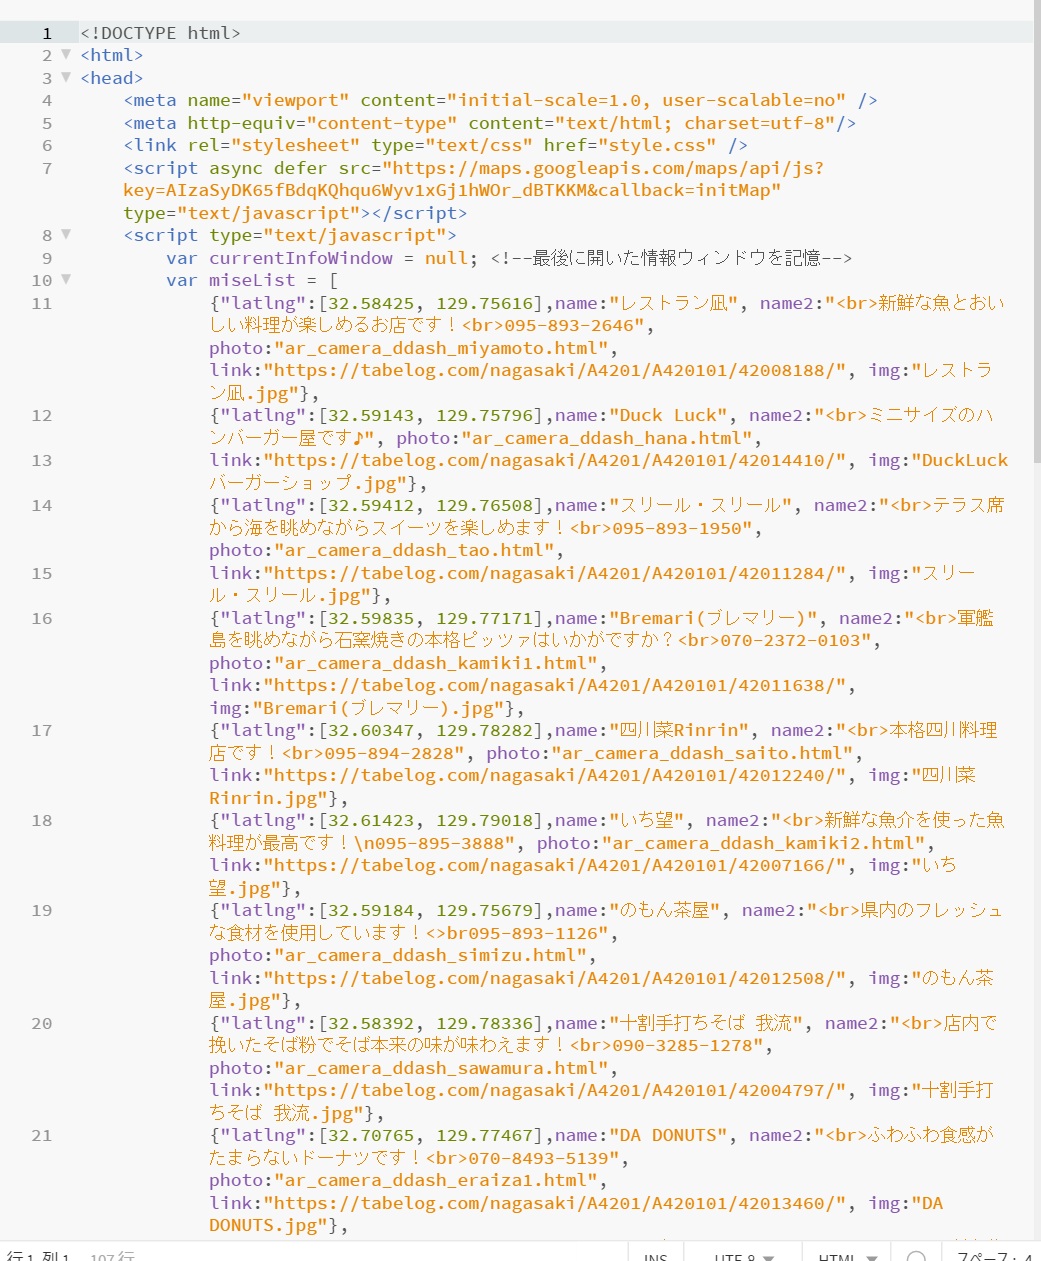 1 <!DOCTYPE html>
2 <html>
3 <head>
4 <meta name="viewport" content="initial-scale=1.0, user-scalable=no" />
5 <meta http-equiv="content-type" content="text/html; charset=utf-8"/>
6 <link rel="stylesheet" type="text/css" href="style.css" />
7 <script async defer src="https://maps.googleapis.com/maps/api/js?
key=AIzaSyDK65fBdqKQhqu6Wyv1xGj1hWOr_dBTKKM&callback=initMap"
type="text/javascript"></script>
8 <script type="text/javascript">
9 var currentInfoWindow = null; <!--最後に開いた情報ウィンドウを記憶-->
10 var miseList = [
11 {"latlng":[32.58425, 129.75616],name:"レストラン凪", name2:"<br>新鮮な魚とおい
しい料理が楽しめるお店です！<br>095-893-2646",
photo:"ar_camera_ddash_miyamoto.html",
link:"https://tabelog.com/nagasaki/A4201/A420101/42008188/", img:"レストラ
ン凪.jpg"},
12 {"latlng":[32.59143, 129.75796],name:"Duck Luck", name2:"<br>ミニサイズのハ
ンバーガー屋です♪", photo:"ar_camera_ddash_hana.html",
13 link:"https://tabelog.com/nagasaki/A4201/A420101/42014410/", img:"DuckLuck
バーガーショップ.jpg"},
14 {"latlng":[32.59412, 129.76508],name:"スリール・スリール", name2:"<br>テラス席
から海を眺めながらスイーツを楽しめます！<br>095-893-1950",
photo:"ar_camera_ddash_tao.html",
15 link:"https://tabelog.com/nagasaki/A4201/A420101/42011284/", img:"スリー
ル・スリール.jpg"},
16 {"latlng":[32.59835, 129.77171],name:"Bremari(ブレマリー)", name2:"<br>軍艦
島を眺めながら石窯焼きの本格ピッツァはいかがですか？<br>070-2372-0103",
photo:"ar_camera_ddash_kamiki1.html",
link:"https://tabelog.com/nagasaki/A4201/A420101/42011638/",
img:"Bremari(ブレマリー).jpg"},
17 {"latlng":[32.60347, 129.78282],name:"四川菜Rinrin", name2:"<br>本格四川料理
店です！<br>095-894-2828", photo:"ar_camera_ddash_saito.html",
link:"https://tabelog.com/nagasaki/A4201/A420101/42012240/", img:"四川菜
Rinrin.jpg"},
18 {"latlng":[32.61423, 129.79018],name:"いち望", name2:"<br>新鮮な魚介を使った魚
料理が最高です！\n095-895-3888", photo:"ar_camera_ddash_kamiki2.html",
link:"https://tabelog.com/nagasaki/A4201/A420101/42007166/", img:"いち
望.jpg"},
19 {"latlng":[32.59184, 129.75679],name:"のもん茶屋", name2:"<br>県内のフレッシュ
な食材を使用しています！<>br095-893-1126",
photo:"ar_camera_ddash_simizu.html",
link:"https://tabelog.com/nagasaki/A4201/A420101/42012508/", img:"のもん茶
屋.jpg"},
20 {"latlng":[32.58392, 129.78336],name:"十割手打ちそば 我流", name2:"<br>店内で
挽いたそば粉でそば本来の味が味わえます！<br>090-3285-1278",
photo:"ar_camera_ddash_sawamura.html",
link:"https://tabelog.com/nagasaki/A4201/A420101/42004797/", img:"十割手打
ちそば 我流.jpg"},
21 {"latlng":[32.70765, 129.77467],name:"DA DONUTS", name2:"<br>ふわふわ食感が
たまらないドーナツです！<br>070-8493-5139",
photo:"ar_camera_ddash_eraiza1.html",
link:"https://tabelog.com/nagasaki/A4201/A420101/42013460/", img:"DA
DONUTS.jpg"},
行 1, 列 1 107 行 INS UTF-8 HTML スペース: 4